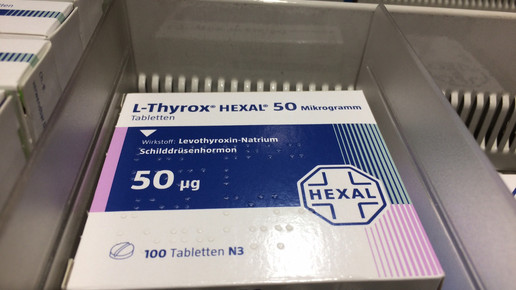 L-Thyrox® HEXAL® 50 Mikrogramm
Tabletten
Wirkstoff: Levothyroxin-Natrium
Schilddrüsenhormon
50 µg
HEXAL
100 Tabletten N3